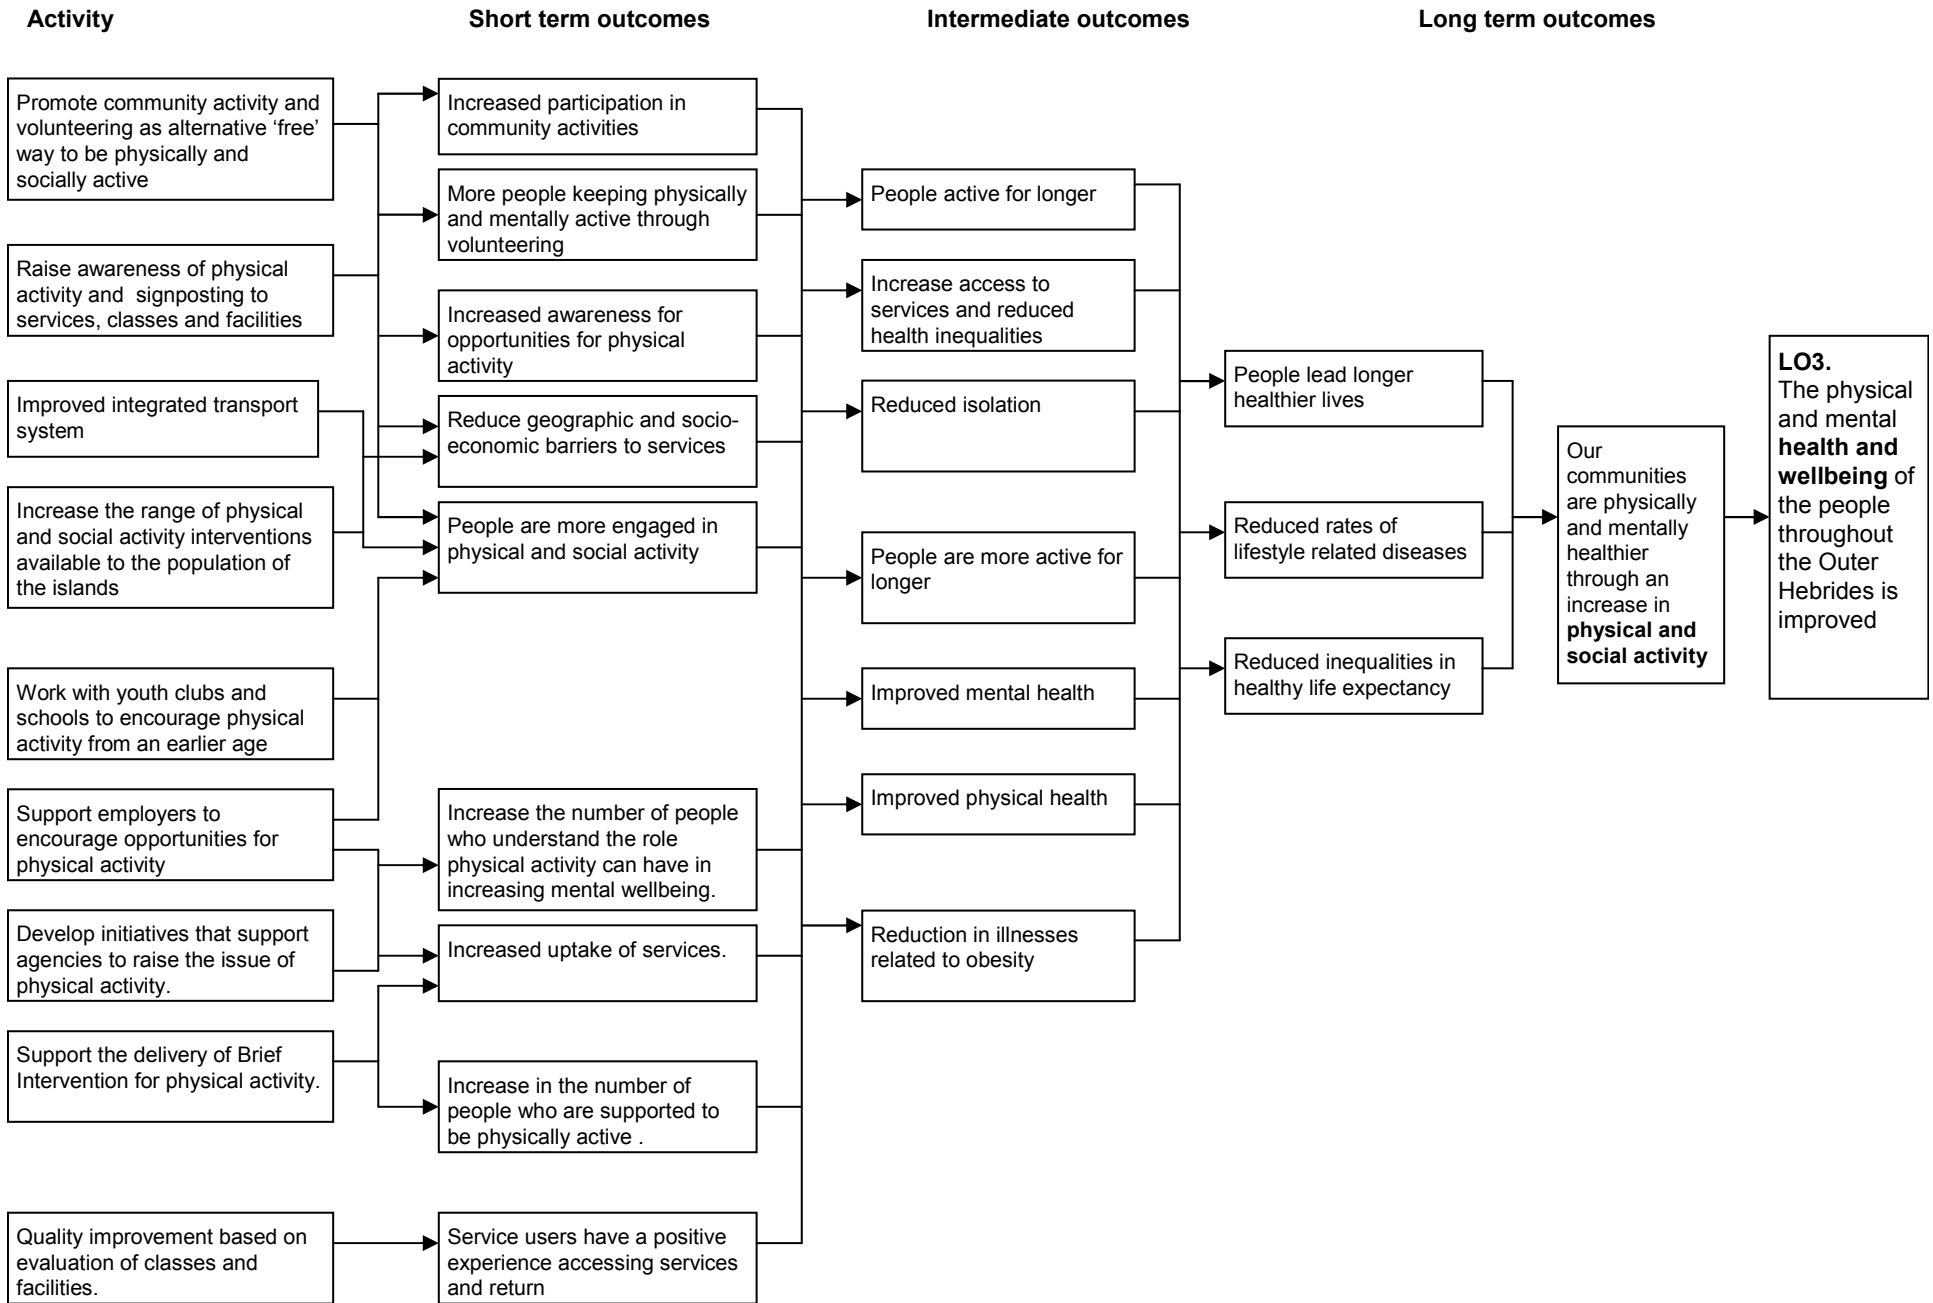 Activity
Short term outcomes
Intermediate outcomes
Long term outcomes
Promote community activity and
volunteering as alternative ‘free’
way to be physically and
socially active
Raise awareness of physical
activity and  signposting to
services, classes and facilities
Improved integrated transport
system
Increase the range of physical
and social activity interventions
available to the population of
the islands
Work with youth clubs and
schools to encourage physical
activity from an earlier age
Support employers to
encourage opportunities for
physical activity
Develop initiatives that support
agencies to raise the issue of
physical activity.
Support the delivery of Brief
Intervention for physical activity.
Quality improvement based on
evaluation of classes and
facilities.
Increased participation in
community activities
More people keeping physically
and mentally active through
volunteering
Increased awareness for
opportunities for physical
activity
Reduce geographic and socio-
economic barriers to services
People are more engaged in
physical and social activity
Increase the number of people
who understand the role
physical activity can have in
increasing mental wellbeing.
Increased uptake of services.
Increase in the number of
people who are supported to
be physically active .
Service users have a positive
experience accessing services
and return
People active for longer
Increase access to
services and reduced
health inequalities
Reduced isolation
People are more active for
longer
Improved mental health
Improved physical health
Reduction in illnesses
related to obesity
People lead longer
healthier lives
Reduced rates of
lifestyle related diseases
Reduced inequalities in
healthy life expectancy
Our
communities
are physically
and mentally
healthier
through an
increase in
physical and
social activity
LO3.
The physical
and mental
health and
wellbeing of
the people
throughout
the Outer
Hebrides is
improved